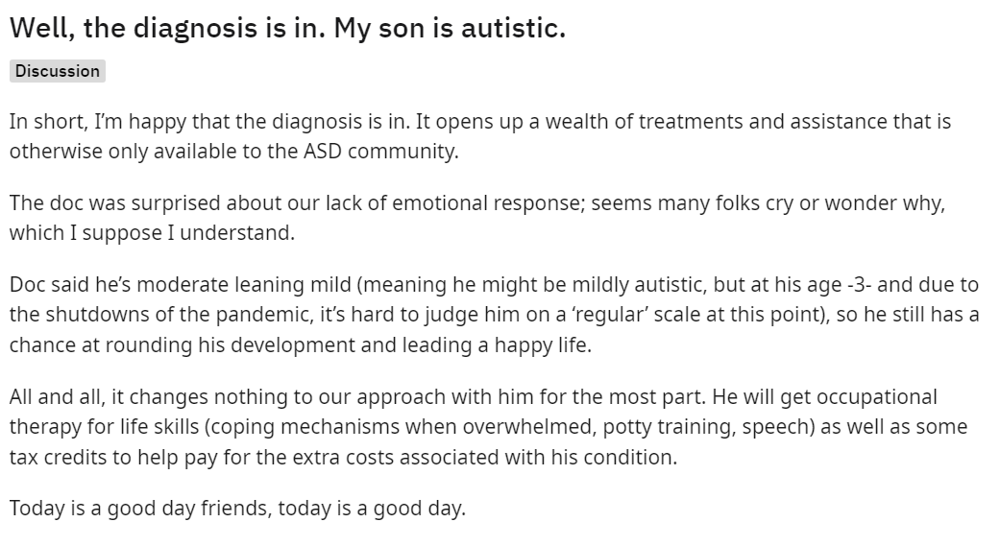 Well, the diagnosis is in. My son is autistic.
Discussion
In short, I’m happy that the diagnosis is in. It opens up a wealth of treatments and assistance that is
otherwise only available to the ASD community.
The doc was surprised about our lack of emotional response; seems many folks cry or wonder why,
which I suppose I understand.
Doc said he’s moderate leaning mild (meaning he might be mildly autistic, but at his age -3- and due to
the shutdowns of the pandemic, it’s hard to judge him on a ‘regular’ scale at this point), so he still has a
chance at rounding his development and leading a happy life.
All and all, it changes nothing to our approach with him for the most part. He will get occupational
therapy for life skills (coping mechanisms when overwhelmed, potty training, speech) as well as some
tax credits to help pay for the extra costs associated with his condition.
Today is a good day friends, today is a good day.